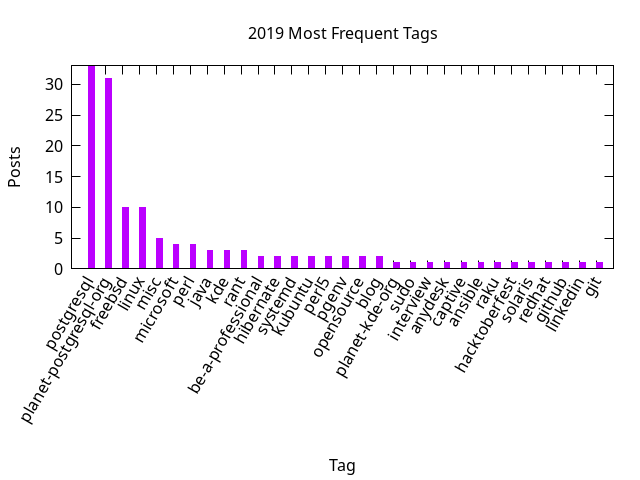 2019 Most Frequent Tags
Posts
30
25
20
15
10
5
0
postgresql
planet-postgresql-org
freebsd
linux
misc
microsoft
perl
java
kde
rant
be-a-professional
hibernate
systemd
kubuntu
perl5
pgenv
opensource
blog
planet-kde-org
sudo
interview
anydesk
captive
ansible
raku
hacktoberfest
solaris
redhat
github
linkedin
git
Tag